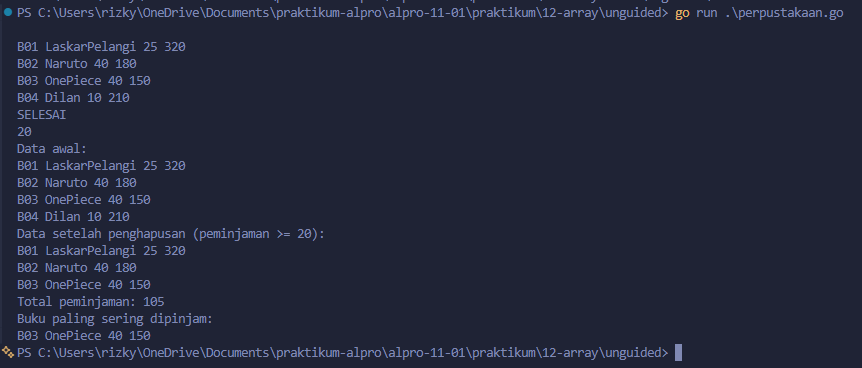 PS C:\Users\rizky\OneDrive\Documents\praktikum-alpro\alpro-11-01\praktikum\12-array\unguided> go run .\perpustakaan.go
B01 LaskarPelangi 25 320
B02 Naruto 40 180
B03 OnePiece 40 150
B04 Dilan 10 210
SELESAI
20
Data awal:
B01 LaskarPelangi 25 320
B02 Naruto 40 180
B03 OnePiece 40 150
B04 Dilan 10 210
Data setelah penghapusan (peminjaman >= 20):
B01 LaskarPelangi 25 320
B02 Naruto 40 180
B03 OnePiece 40 150
Total peminjaman: 105
Buku paling sering dipinjam:
B03 OnePiece 40 150
PS C:\Users\rizky\OneDrive\Documents\praktikum-alpro\alpro-11-01\praktikum\12-array\unguided>